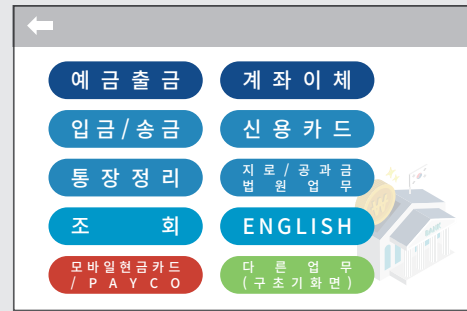 예금출금
계좌이체
입금/송금
신용카드
통장정리
지로/공과금
법원업무
조회
ENGLISH
모바일현금카드
/PAYCO
다른업무
(구초기화면)